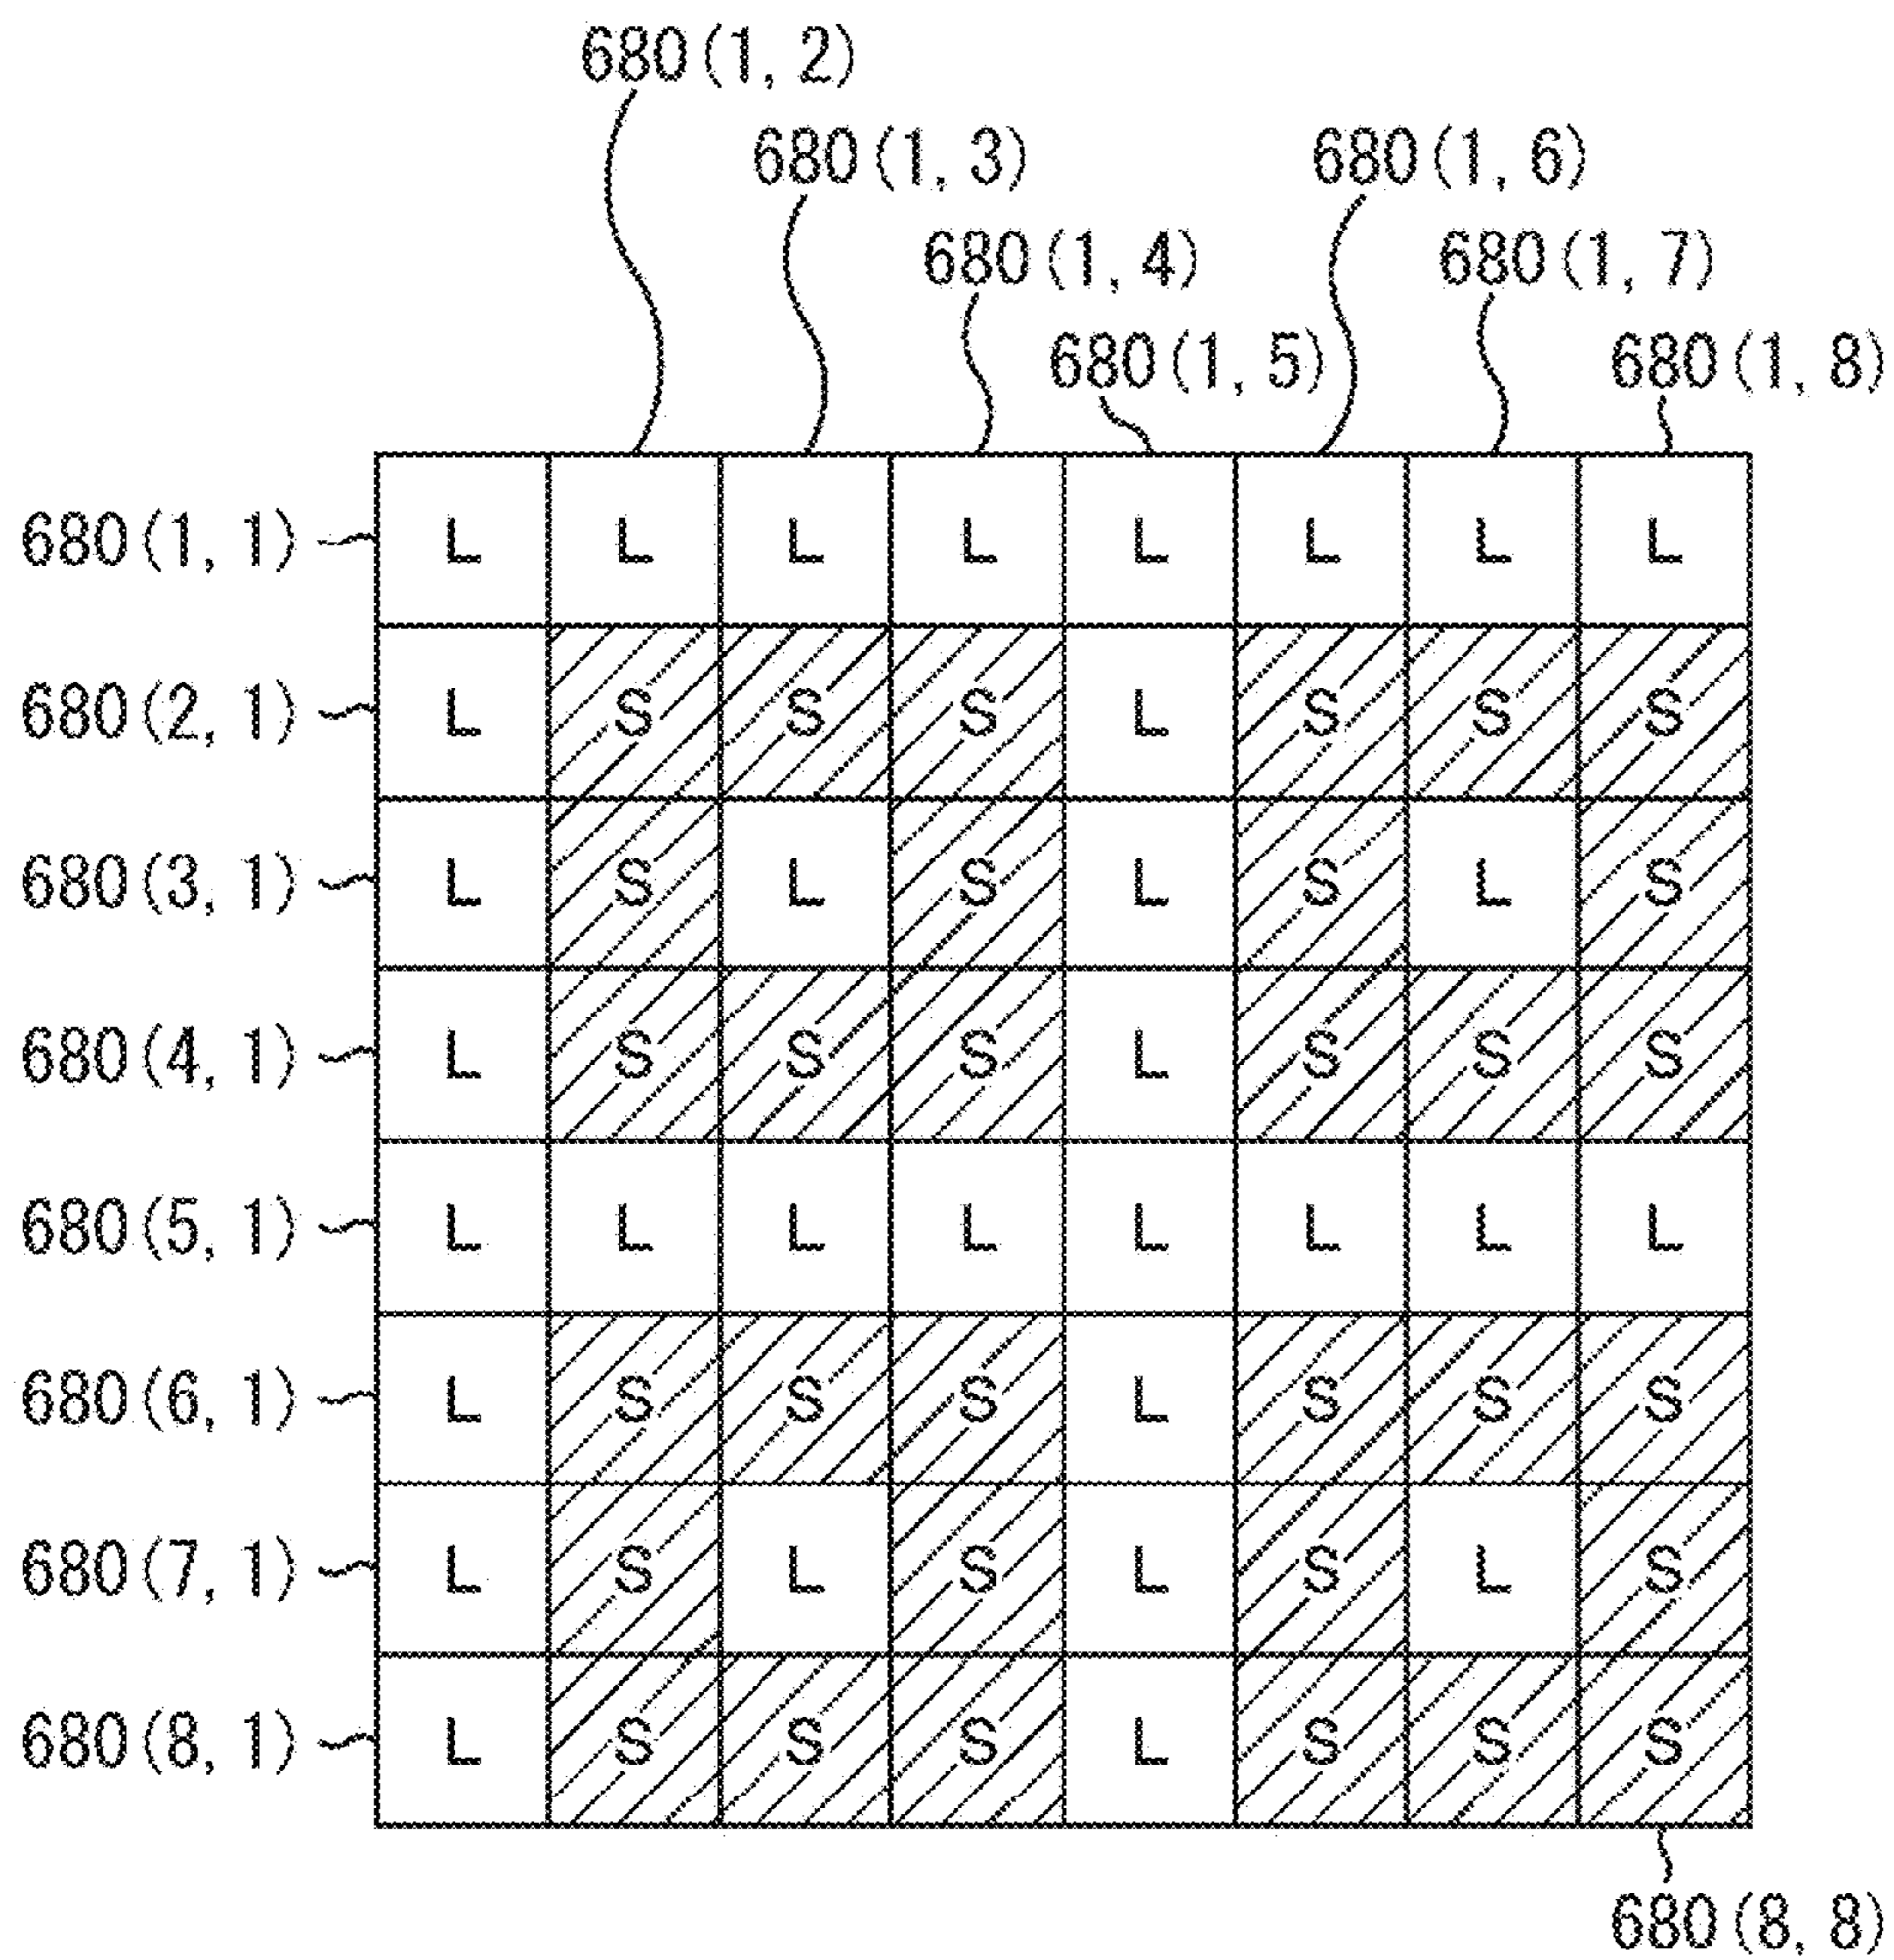 680(1, 2)
680(1, 3) 680(1, 6)
680(1, 4) 680(1, 7)
680(1, 5) 680(1, 8)
680(1, 1) L L L L L L L L
680(2, 1) L S S S L S S S
680(3, 1) L S L S L S L S
680(4, 1) L S S S L S S S
680(5, 1) L L L L L L L L
680(6, 1) L S S S L S S S
680(7, 1) L S L S L S L S
680(8, 1) L S S S L S S S
680(8, 8)